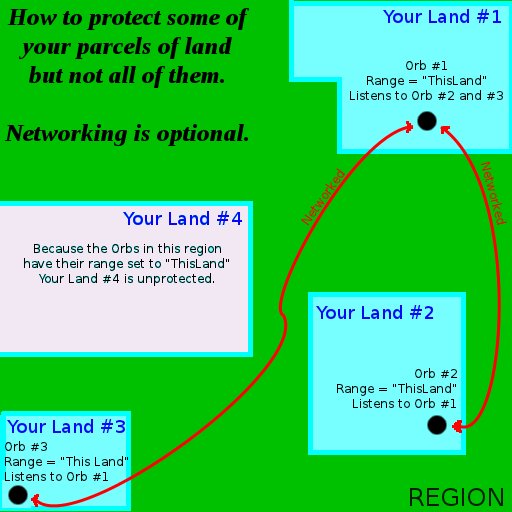 How to protect some of
your parcels of land
but not all of them.
Networking is optional.
Your Land #1
Orb #1
Range = "ThisLand"
Listens to Orb #2 and #3
Networked
Networked
Your Land #4
Because the Orbs in this region
have their range set to "ThisLand"
Your Land #4 is unprotected.
Your Land #2
Orb #2
Range = "ThisLand"
Listens to Orb #1
Your Land #3
Orb #3
Range = "This Land"
Listens to Orb #1
REGION